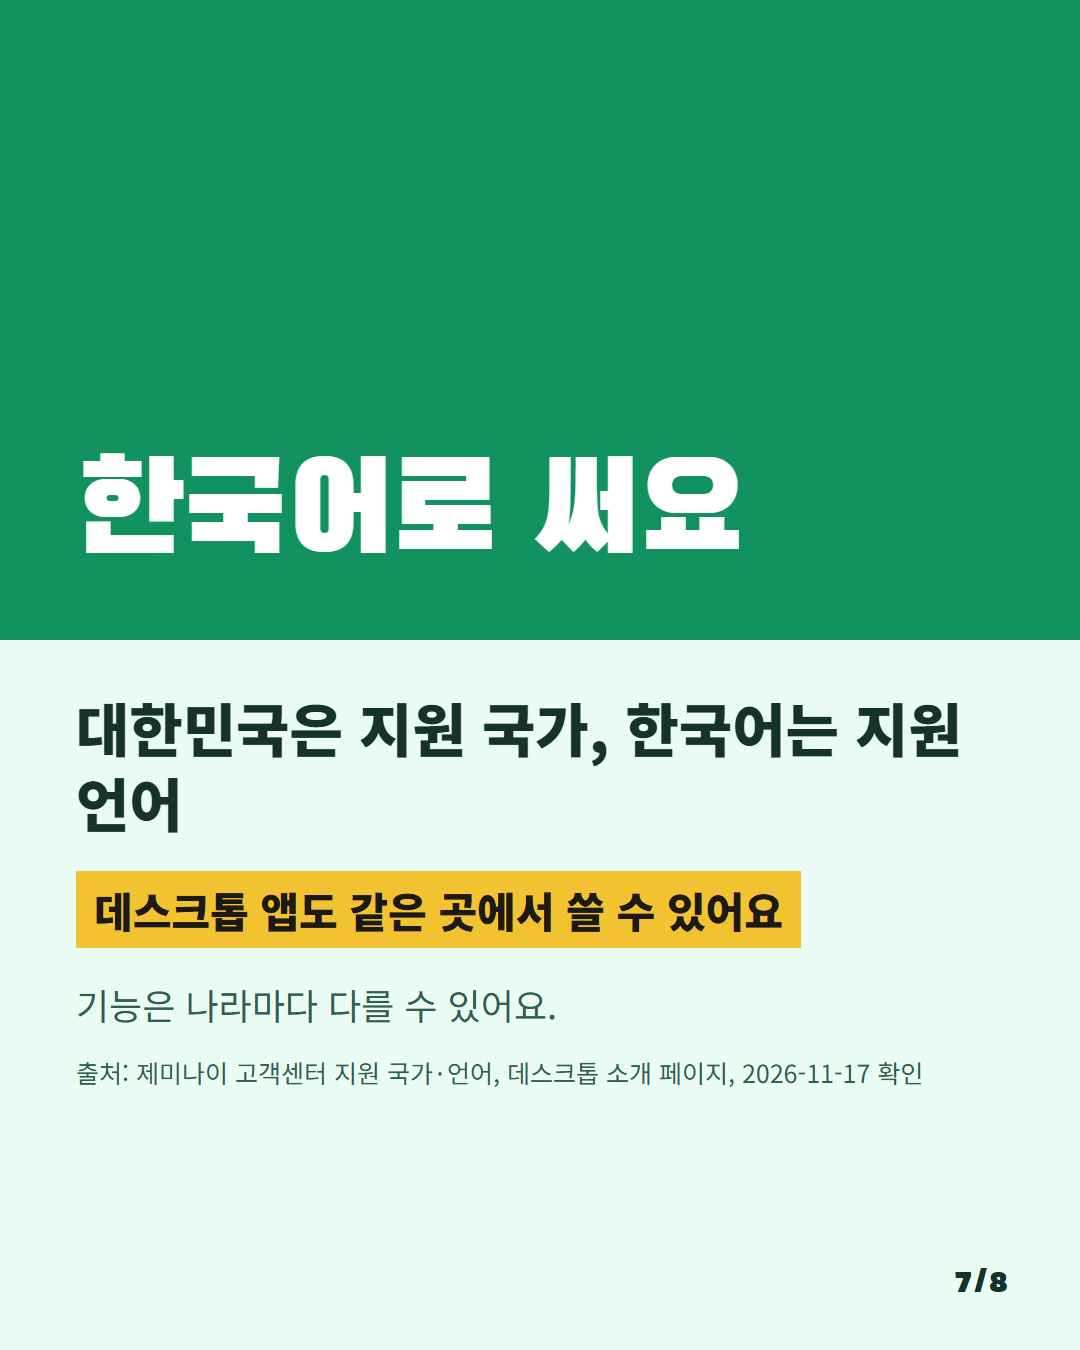 한국어로 써요
대한민국은 지원 국가, 한국어는 지원
언어
데스크톱 앱도 같은 곳에서 쓸 수 있어요
기능은 나라마다 다를 수 있어요.
출처: 제미나이 고객센터 지원 국가·언어, 데스크톱 소개 페이지, 2026-11-17 확인
7/8